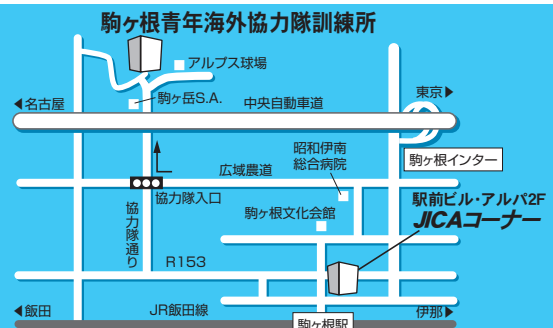 駒ヶ根青年海外協力隊訓練所
アルプス球場
駒ヶ岳S.A.
◀名古屋
中央自動車道
東京▶
駒ヶ根インター
昭和伊南
総合病院
広域農道
協力隊入口
協力隊通り
駒ヶ根文化会館
駅前ビル・アルパ2F
JICAコーナー
R153
◀飯田
JR飯田線
駒ヶ根駅
伊那▶